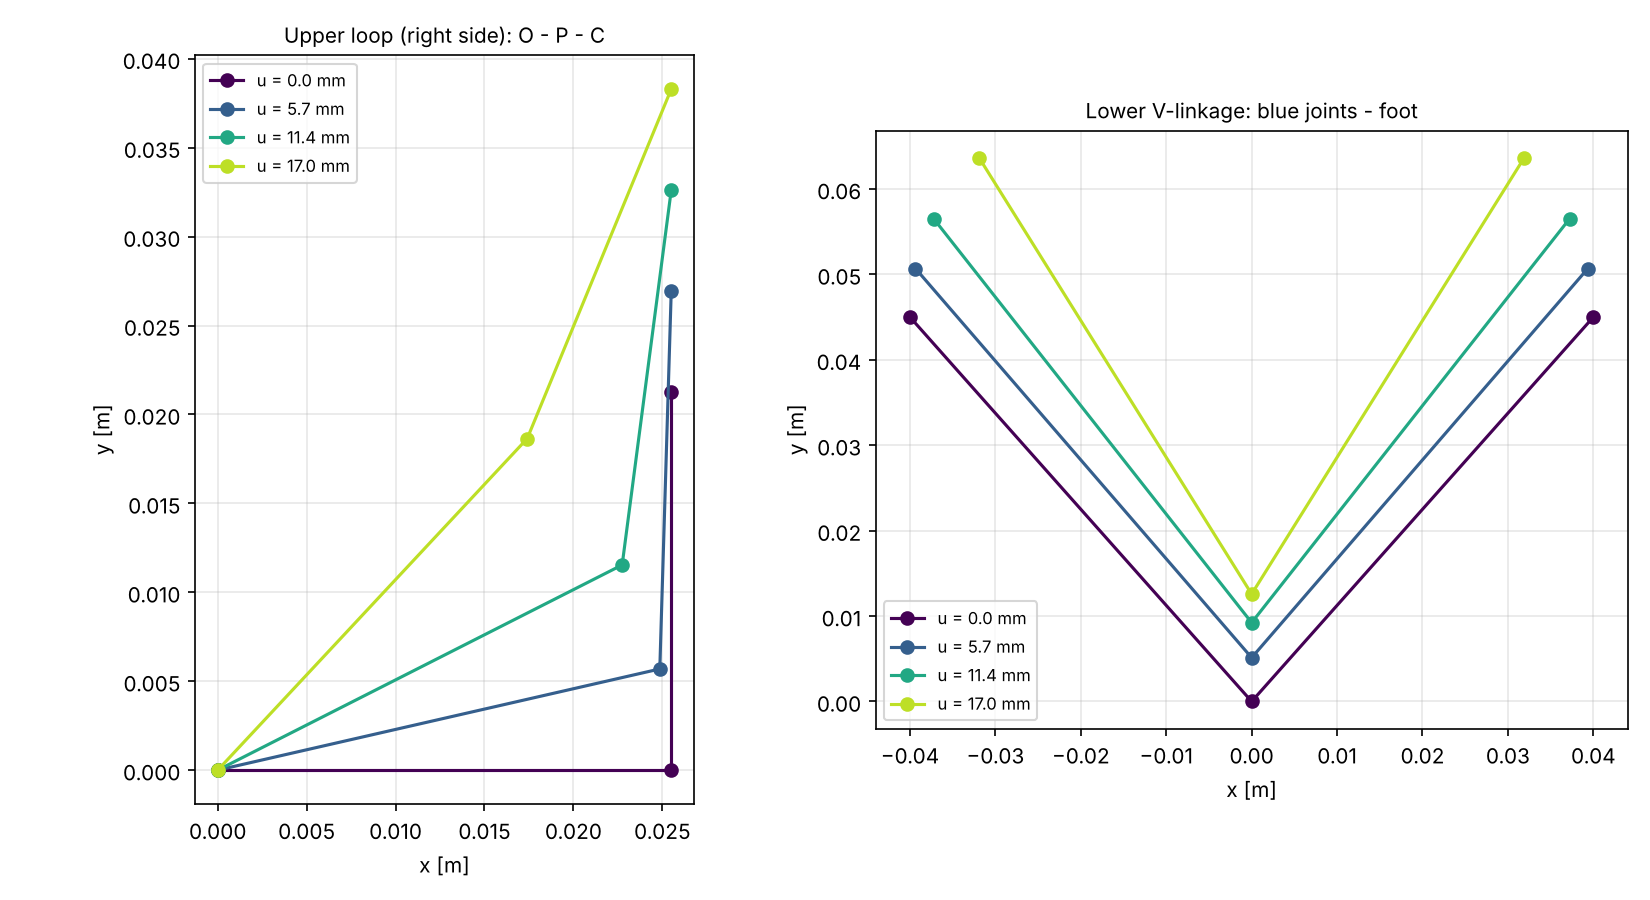 Upper loop (right side): O - P - C
0.040
0.035
0.030
0.025
0.020
0.015
0.010
0.005
0.000
y [m]
u = 0.0 mm
u = 5.7 mm
u = 11.4 mm
u = 17.0 mm
0.000 0.005 0.010 0.015 0.020 0.025
x [m]
Lower V-linkage: blue joints - foot
0.06
0.05
0.04
0.03
0.02
0.01
0.00
y [m]
u = 0.0 mm
u = 5.7 mm
u = 11.4 mm
u = 17.0 mm
−0.04 −0.03 −0.02 −0.01 0.00 0.01 0.02 0.03 0.04
x [m]